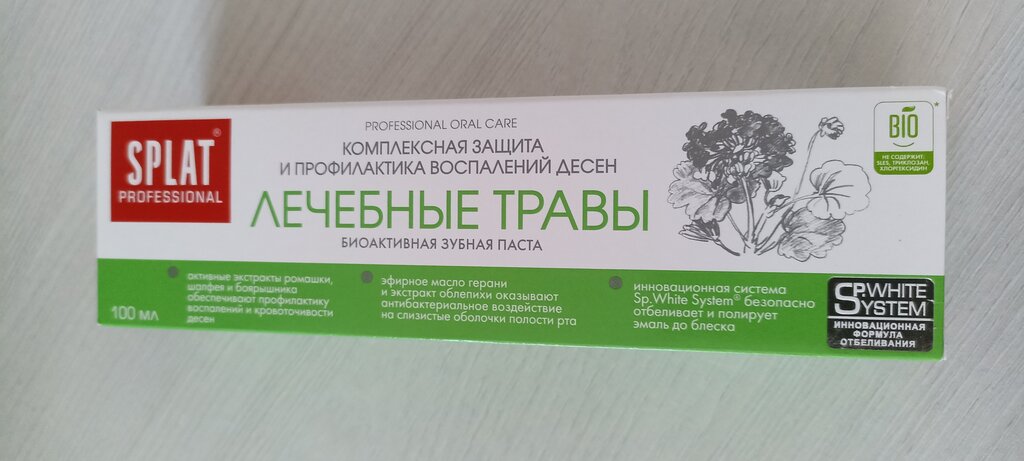 SPLAT®
PROFESSIONAL
PROFESSIONAL ORAL CARE
КОМПЛЕКСНАЯ ЗАЩИТА
И ПРОФИЛАКТИКА ВОСПАЛЕНИЙ ДЕСЕН
ЛЕЧЕБНЫЕ ТРАВЫ
БИОАКТИВНАЯ ЗУБНАЯ ПАСТА
BIO*
НЕ СОДЕРЖИТ:
SLES, ТРИКЛОЗАН,
ХЛОРГЕКСИДИН
100 МЛ
активные экстракты ромашки,
шалфея и боярышника
обеспечивают профилактику
воспалений и кровоточивости
десен
эфирное масло герани
и экстракт облепихи оказывают
антибактериальное воздействие
на слизистые оболочки полости рта
инновационная система
Sp.White System® безопасно
отбеливает и полирует
эмаль до блеска
SP.WHITE
SYSTEM
ИННОВАЦИОННАЯ
ФОРМУЛА
ОТБЕЛИВАНИЯ